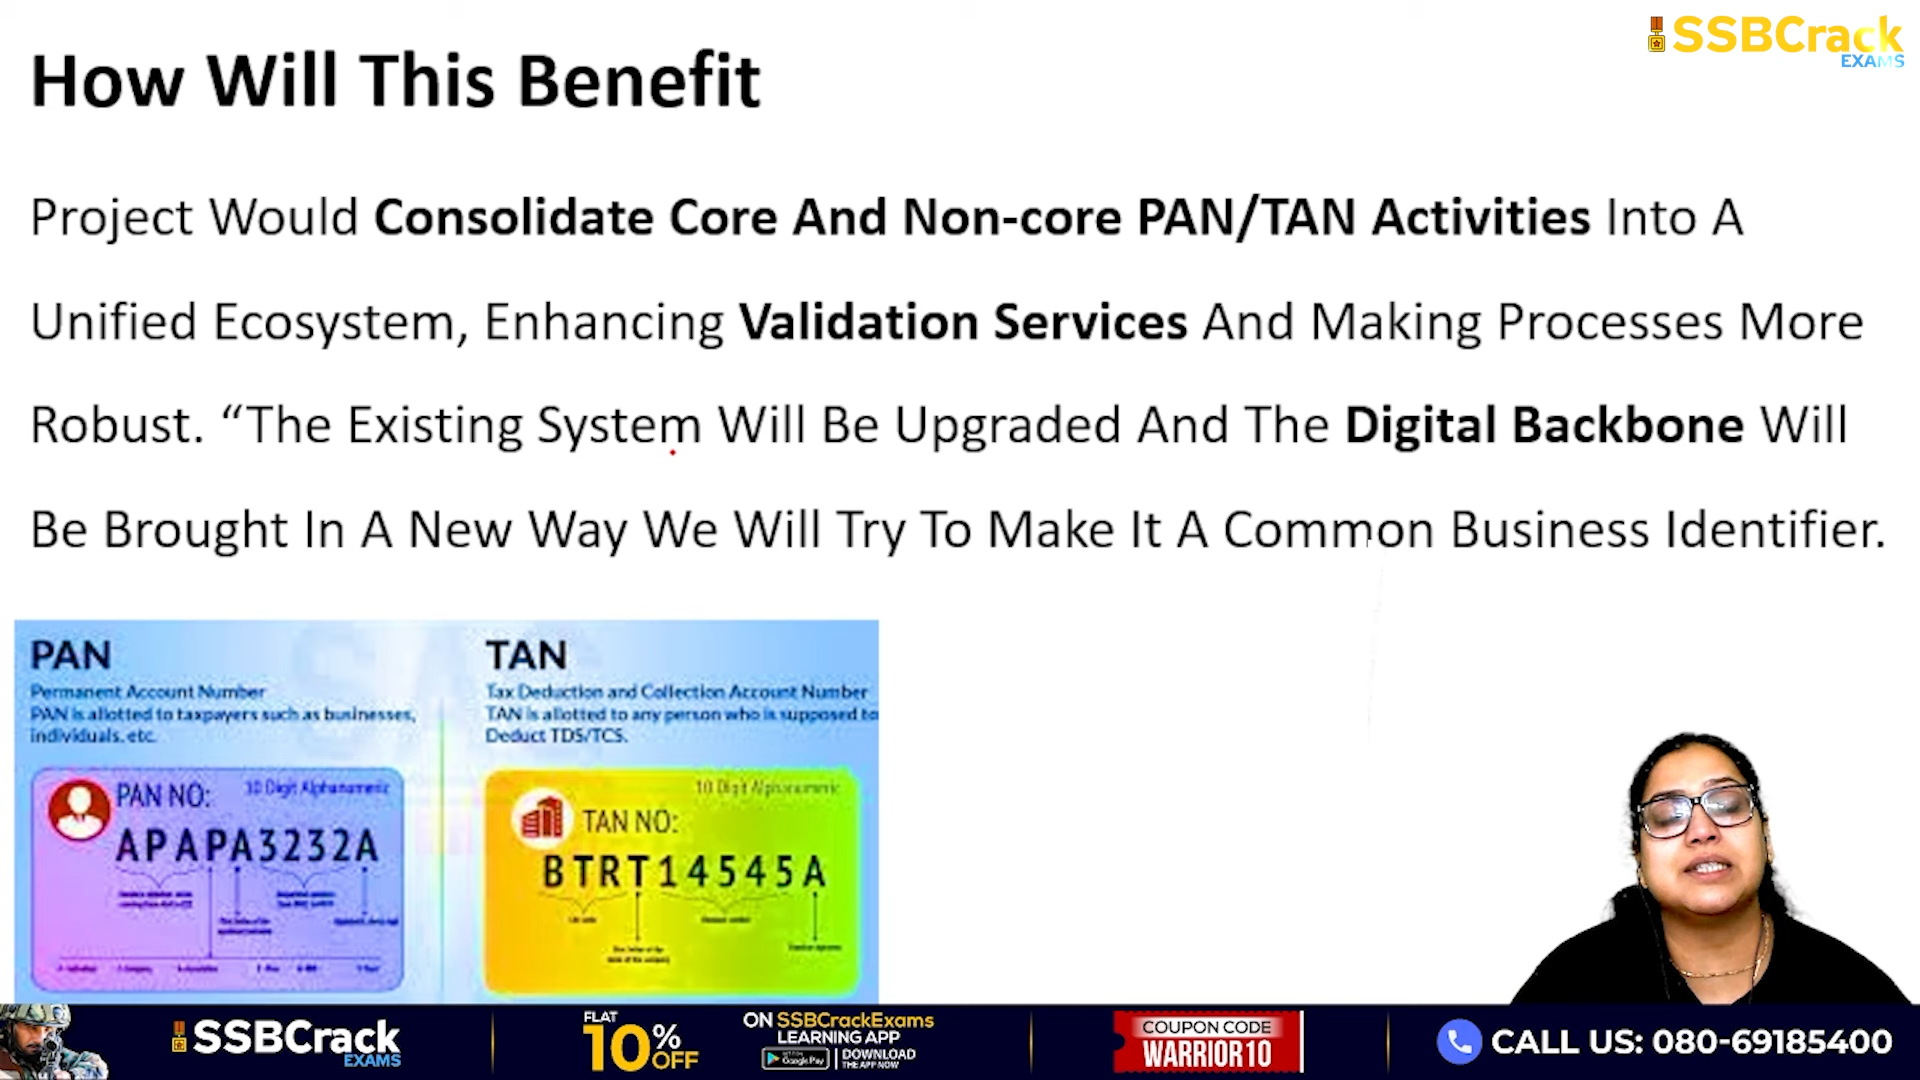 SSBCrack
EXAMS
How Will This Benefit
Project Would Consolidate Core And Non-core PAN/TAN Activities Into A
Unified Ecosystem, Enhancing Validation Services And Making Processes More
Robust. “The Existing System Will Be Upgraded And The Digital Backbone Will
Be Brought In A New Way We Will Try To Make It A Common Business Identifier.
PAN
Permanent Account Number
PAN is allotted to taxpayers such as businesses,
individuals, etc.
PAN NO:
10 Digit Alphanumeric
APAPA3232A
TAN
Tax Deduction and Collection Account Number
TAN is allotted to any person who is supposed to
Deduct TDS/TCS.
10 Digit Alphanumeric
TAN NO:
BTRT14545A
SSBCrack
EXAMS
FLAT
10% OFF
ON SSBCrackExams
LEARNING APP
Google Play
DOWNLOAD
THE APP NOW
COUPON CODE
WARRIOR10
CALL US: 080-69185400